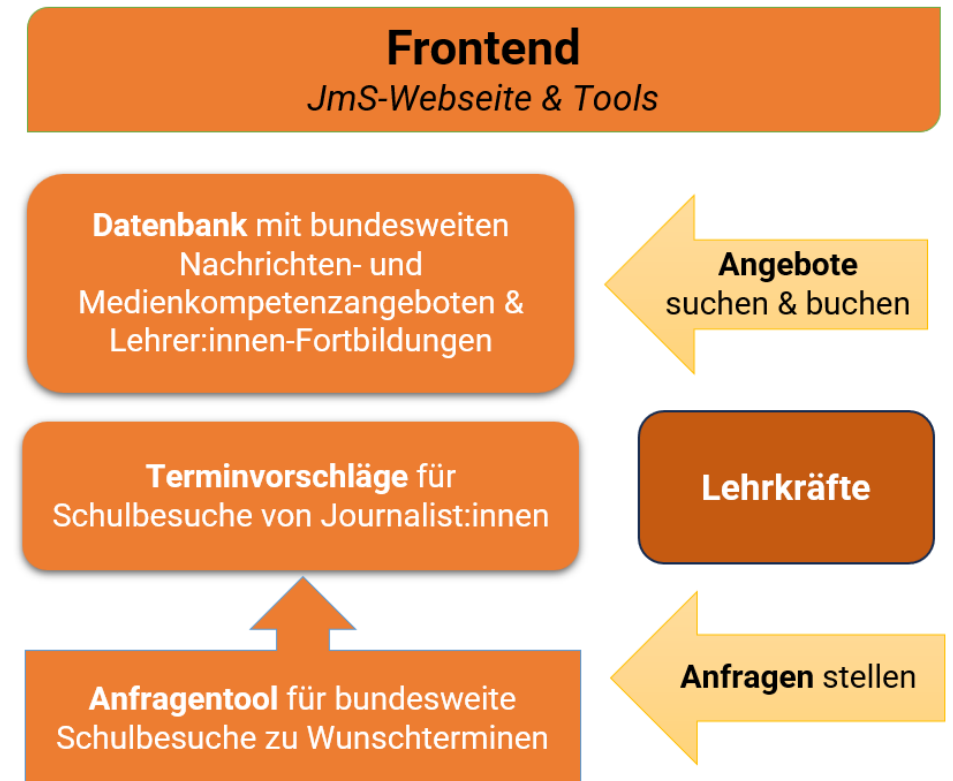 Frontend
JmS-Webseite & Tools
Datenbank mit bundesweiten
Nachrichten- und
Medienkompetenzangeboten &
Lehrer:innen-Fortbildungen
Angebote
suchen & buchen
Terminvorschläge für
Schulbesuche von Journalist:innen
Lehrkräfte
Anfragentool für bundesweite
Schulbesuche zu Wunschterminen
Anfragen stellen